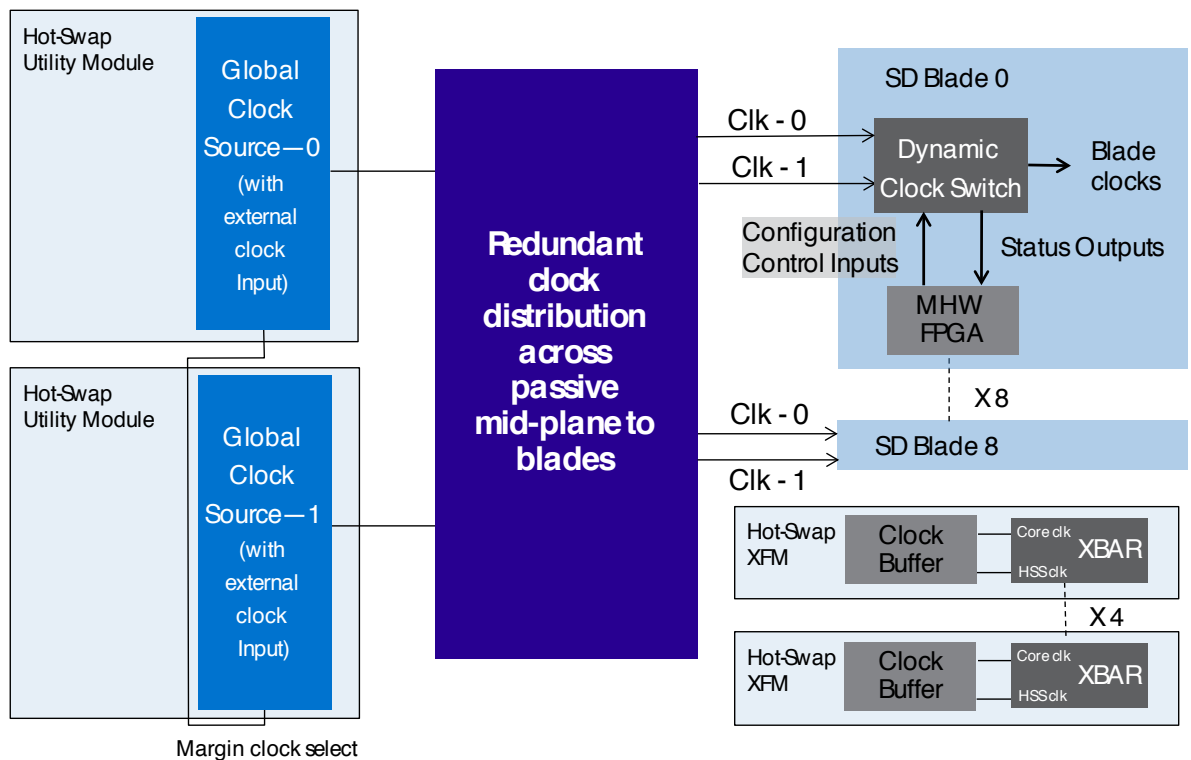 Hot-Swap
Utility Module
Global
Clock
Source—0
(with
external
clock
Input)
Hot-Swap
Utility Module
Global
Clock
Source—1
(with
external
clock
Input)
Margin clock select
Redundant
clock
distribution
across
passive
mid-plane to
blades
Clk - 0
Clk - 1
SD Blade 0
Dynamic
Clock Switch
Blade
clocks
Configuration
Control Inputs
Status Outputs
MHW
FPGA
X 8
Clk - 0
Clk - 1
SD Blade 8
Hot-Swap
XFM
Clock
Buffer
Core clk
XBAR
HSS clk
X 4
Hot-Swap
XFM
Clock
Buffer
Core clk
XBAR
HSS clk